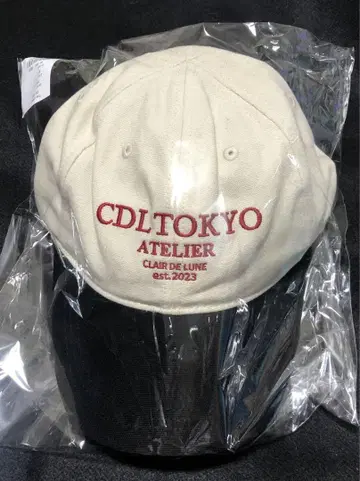 CDLTOKYO
ATELIER
CLAIR DE LUNE
est.2023